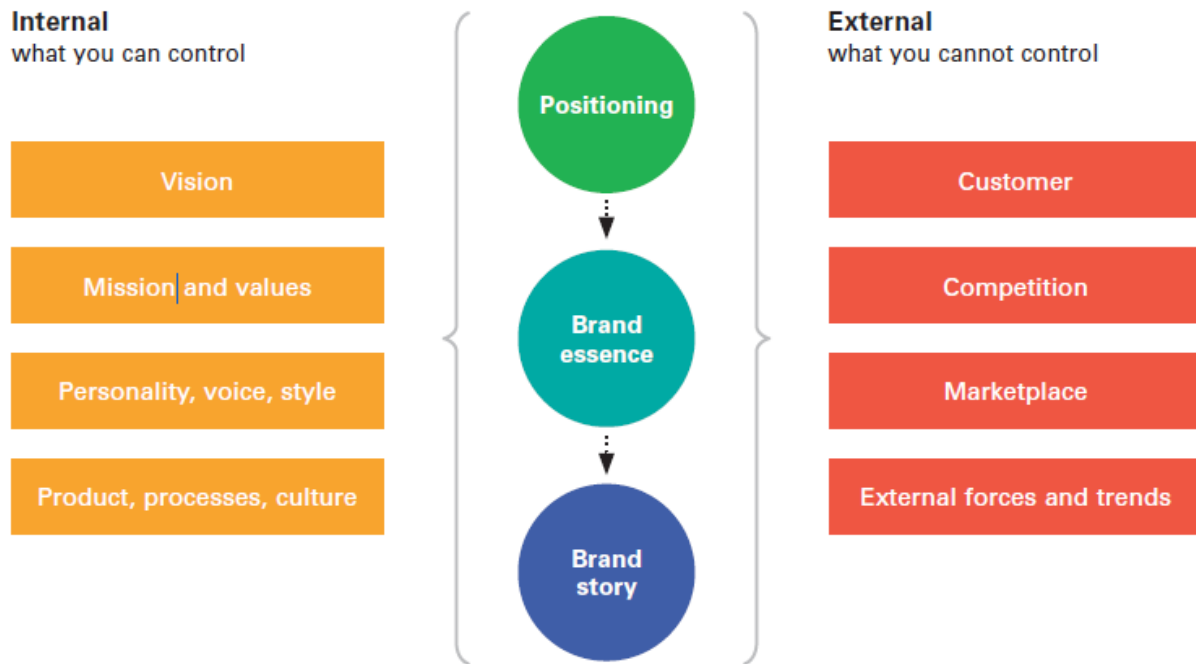 Internal
what you can control
Vision
Mission and values
Personality, voice, style
Product, processes, culture
Positioning
Brand
essence
Brand
story
External
what you cannot control
Customer
Competition
Marketplace
External forces and trends